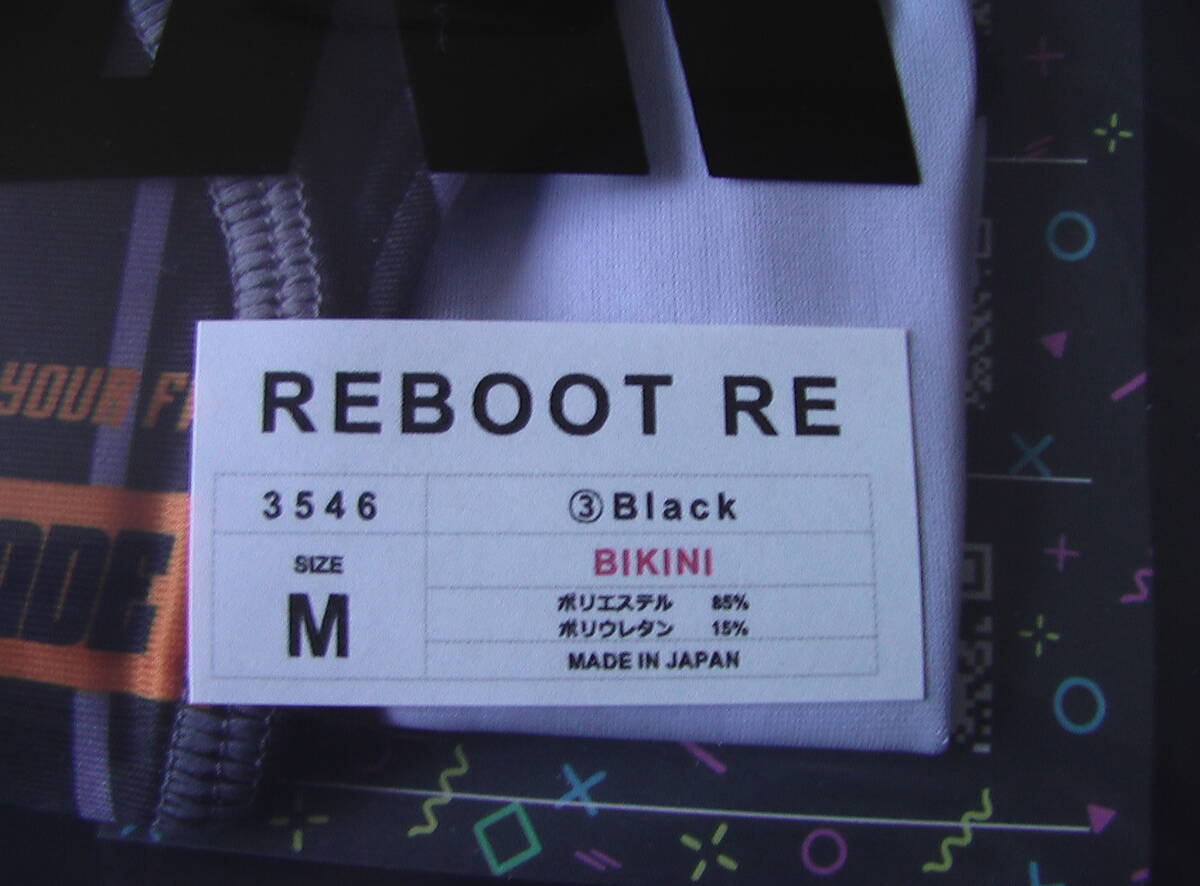 YOUR
REBOOT RE
3546
③Black
SIZE
M
BIKINI
ポリエステル 85%
ポリウレタン 15%
MADE IN JAPAN